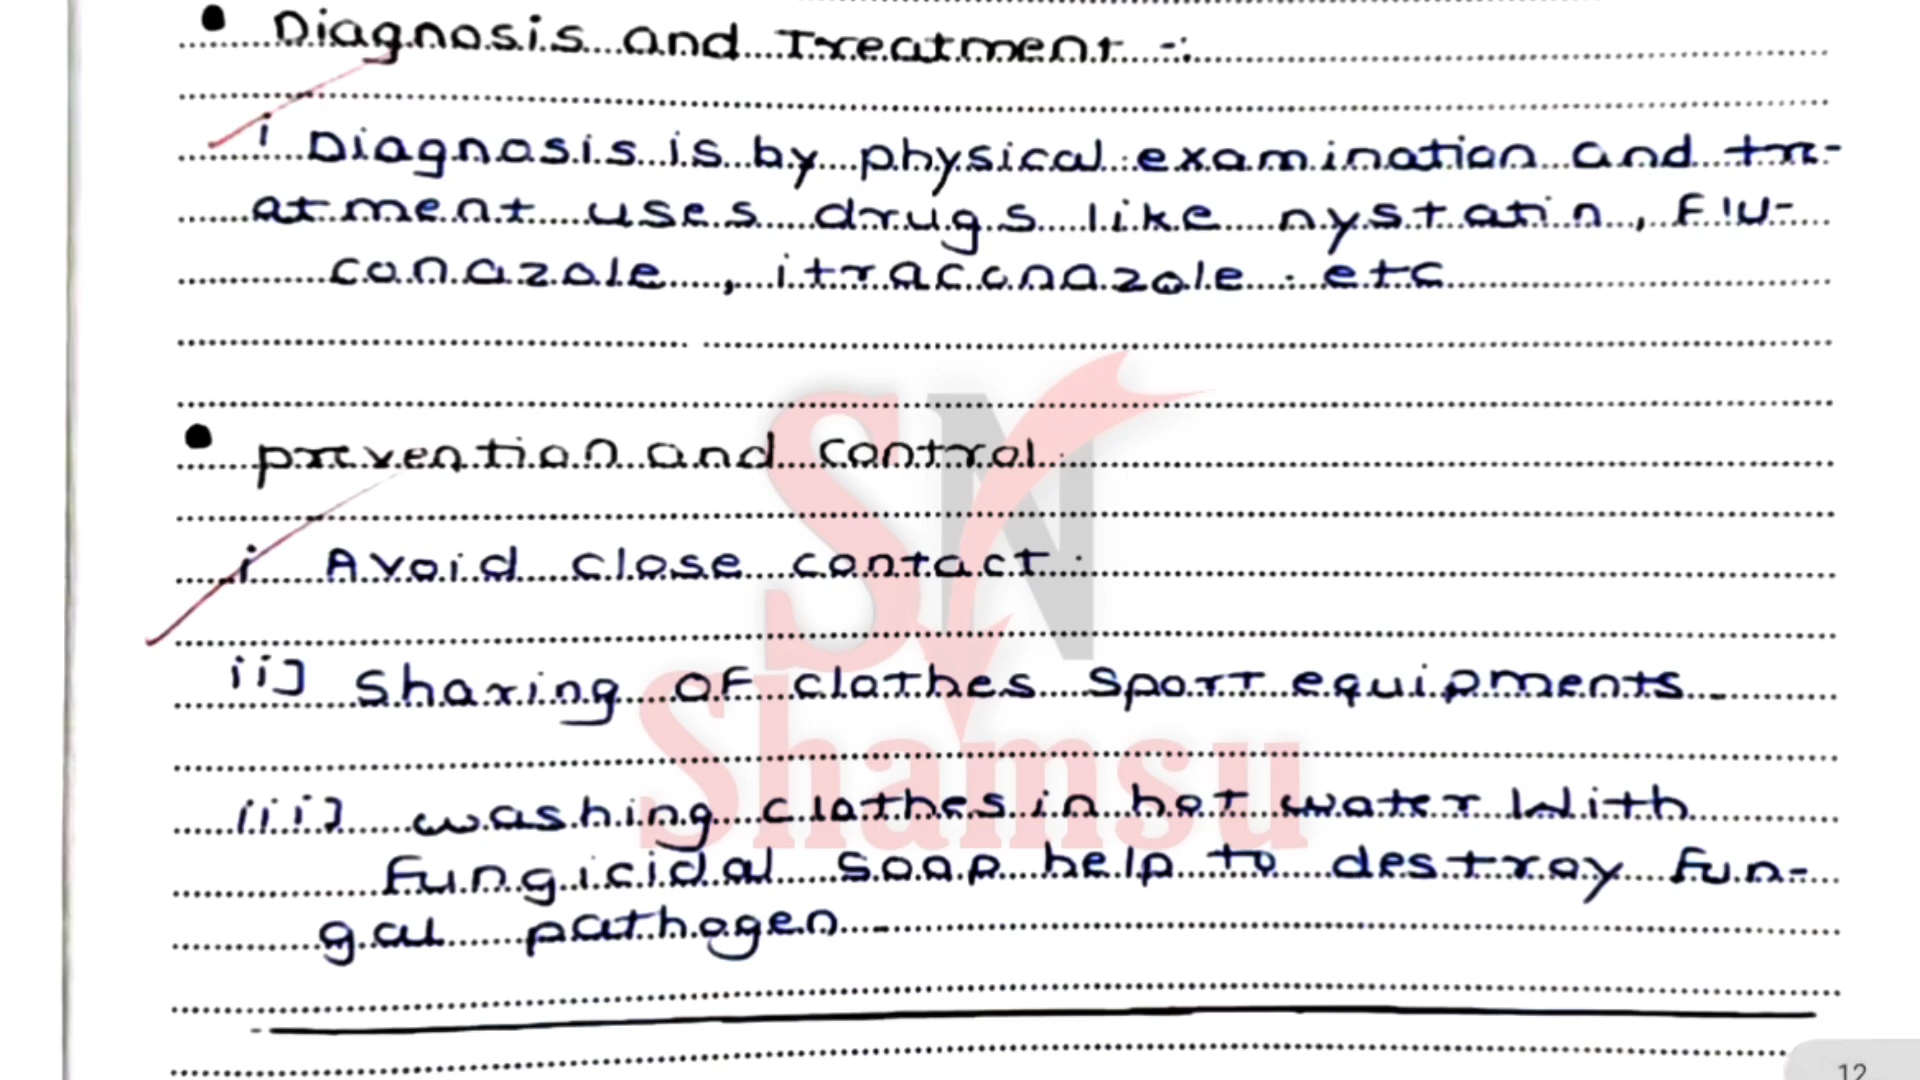 • Diagnosis and Treatment -:
i Diagnosis is by physical examination and tre-
atment uses drugs like nystatin, Flu-
conazole, itraconazole. etc
• prevention and control.
i Avoid close contact.
ii] Sharing of clothes sport equipments -
iii] washing clothes in hot water with
fungicidal soap help to destroy fun-
gal pathogen -
SN
Shamsu
12